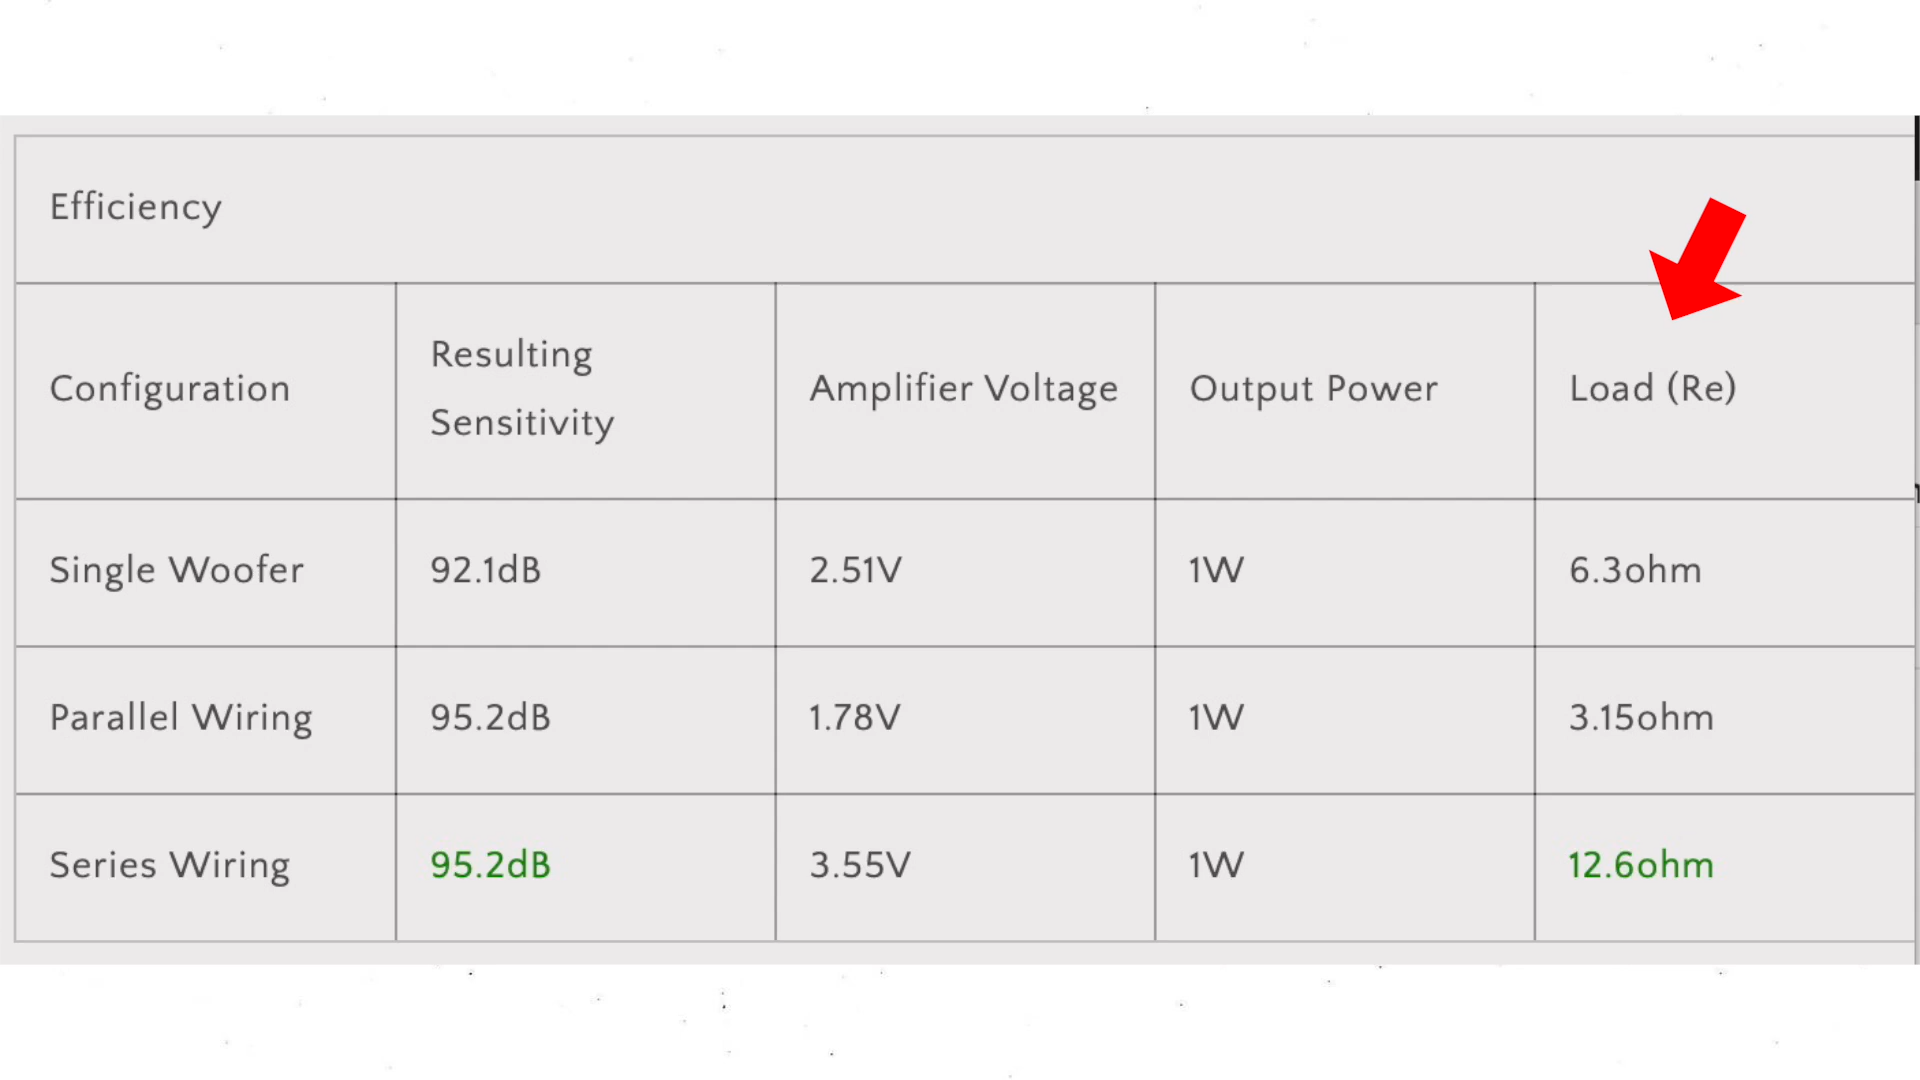 Efficiency
Configuration
Resulting
Sensitivity
Amplifier Voltage
Output Power
Load (Re)
Single Woofer
92.1dB
2.51V
1W
6.3ohm
Parallel Wiring
95.2dB
1.78V
1W
3.15ohm
Series Wiring
95.2dB
3.55V
1W
12.6ohm